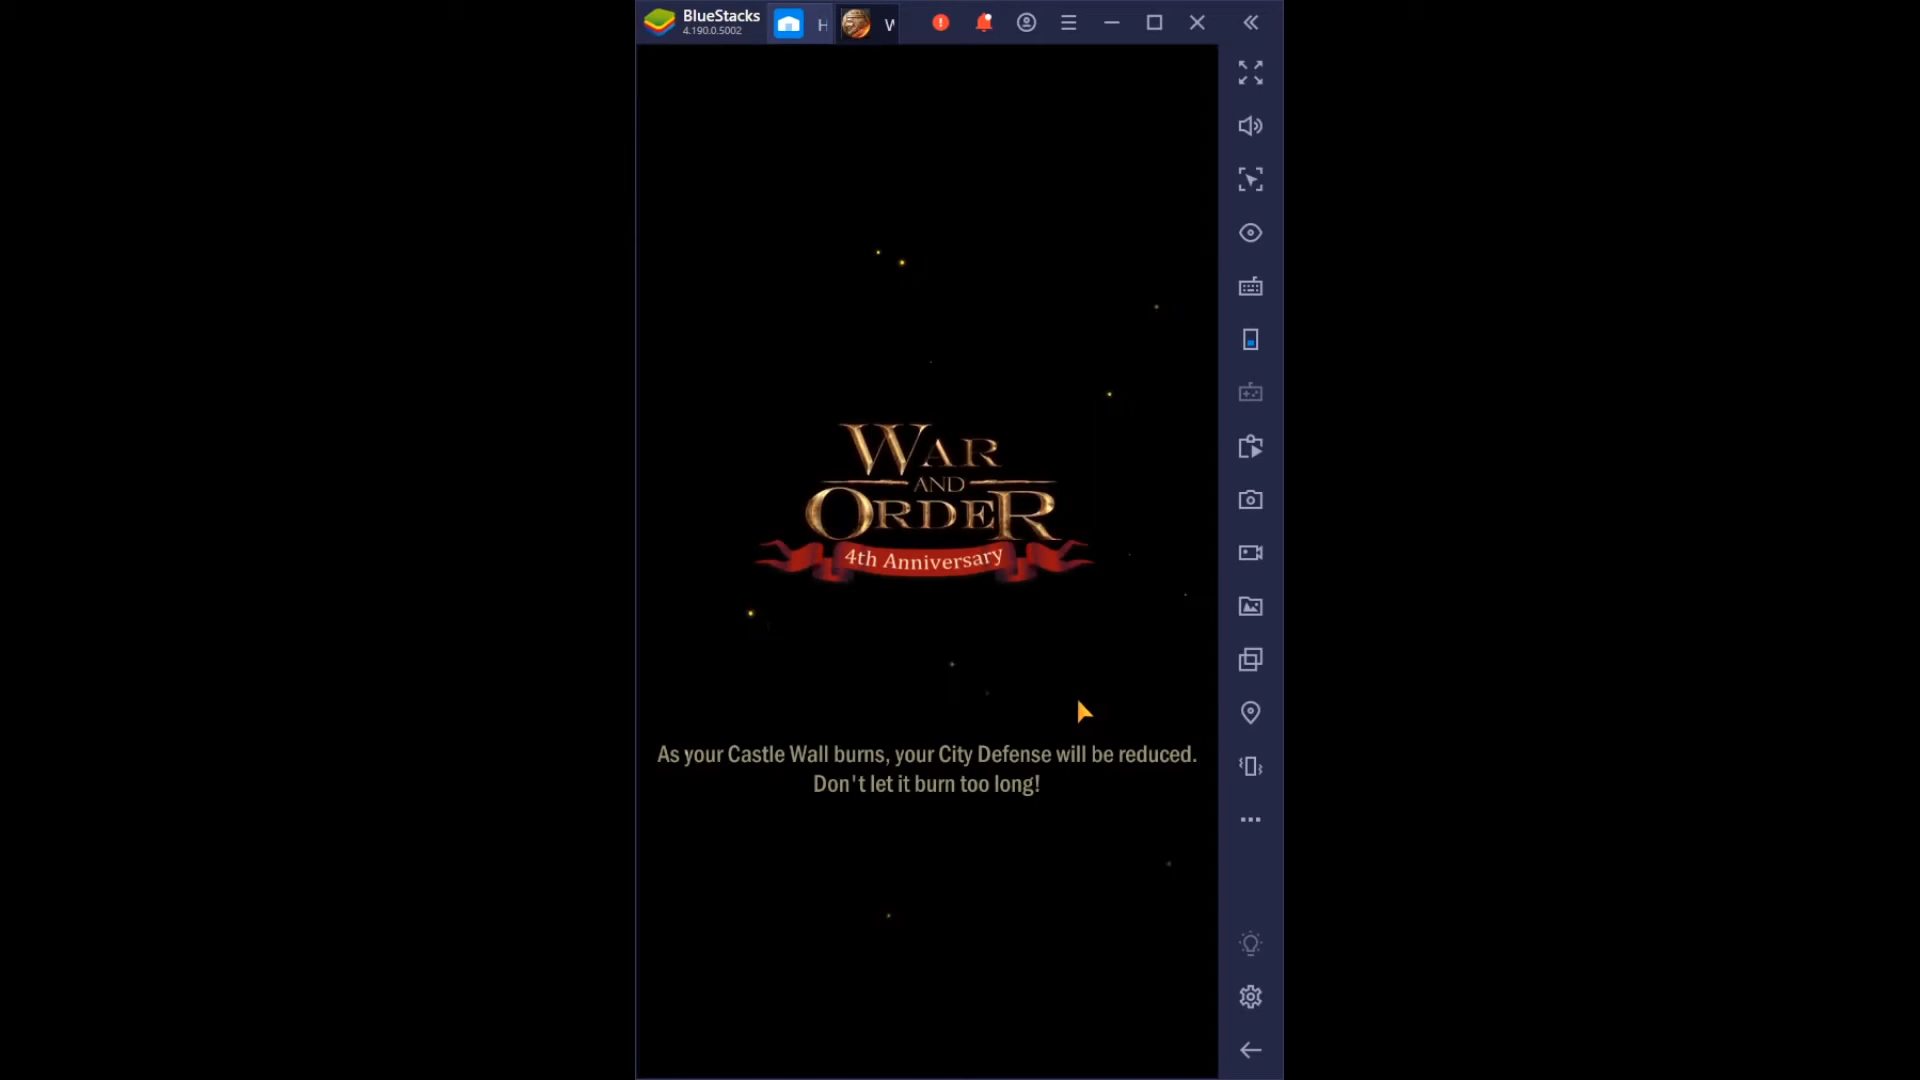 BlueStacks
4.190.0.5002
H
WAR
AND
ORDER
4th Anniversary
As your Castle Wall burns, your City Defense will be reduced.
Don't let it burn too long!